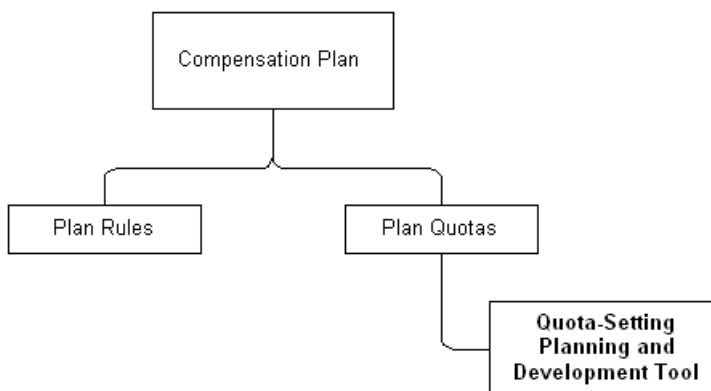 Compensation Plan
Plan Rules
Plan Quotas
Quota-Setting
Planning and
Development Tool